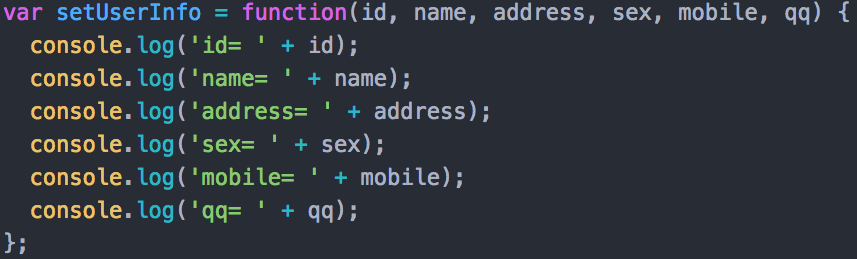 var setUserInfo = function(id, name, address, sex, mobile, qq) {
  console.log('id= ' + id);
  console.log('name= ' + name);
  console.log('address= ' + address);
  console.log('sex= ' + sex);
  console.log('mobile= ' + mobile);
  console.log('qq= ' + qq);
};